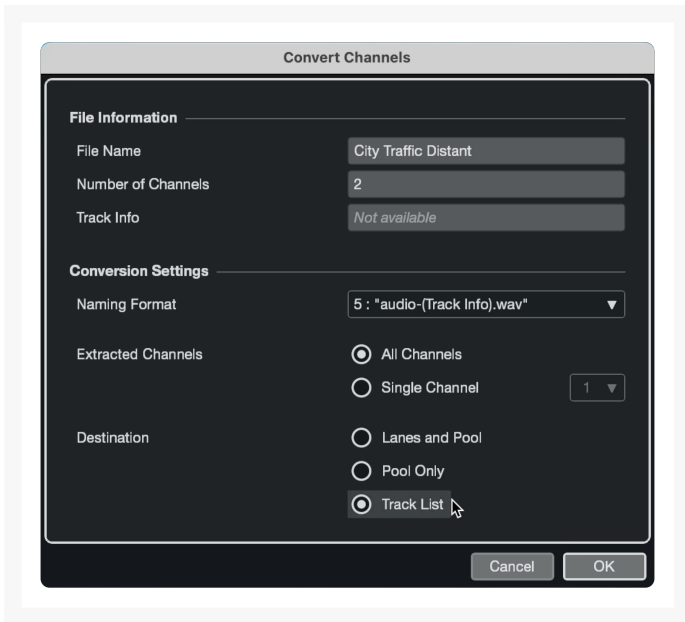 Convert Channels
File Information
File Name City Traffic Distant
Number of Channels 2
Track Info Not available
Conversion Settings
Naming Format 5 : "audio-(Track Info).wav"
Extracted Channels All Channels
Single Channel 1
Destination Lanes and Pool
Pool Only
Track List
Cancel OK